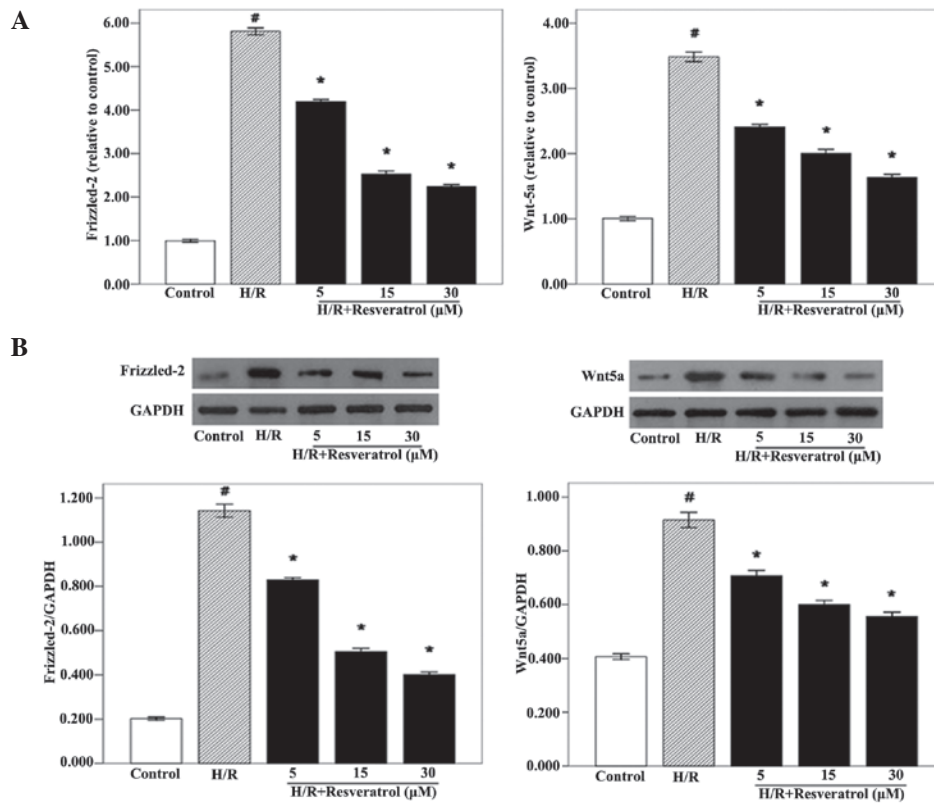 A
Frizzled-2 (relative to control)
6.00
4.00
3.00
2.00
1.00
0.00
#
*
*
*
Control H/R 5 15 30
H/R+Resveratrol (µM)
Wnt-5a (relative to control)
4.00
3.00
2.00
1.00
0.00
#
*
*
*
Control H/R 5 15 30
H/R+Resveratrol (µM)
B
Frizzled-2
GAPDH
Control H/R 5 15 30
H/R+Resveratrol (µM)
Wnt5a
GAPDH
Control H/R 5 15 30
H/R+Resveratrol (µM)
Frizzled-2/GAPDH
1.200
1.000
0.800
0.600
0.400
0.200
0.000
#
*
*
*
Control H/R 5 15 30
H/R+Resveratrol (µM)
Wnt5a/GAPDH
1.000
0.800
0.600
0.400
0.200
0.000
#
*
*
*
Control H/R 5 15 30
H/R+Resveratrol (µM)